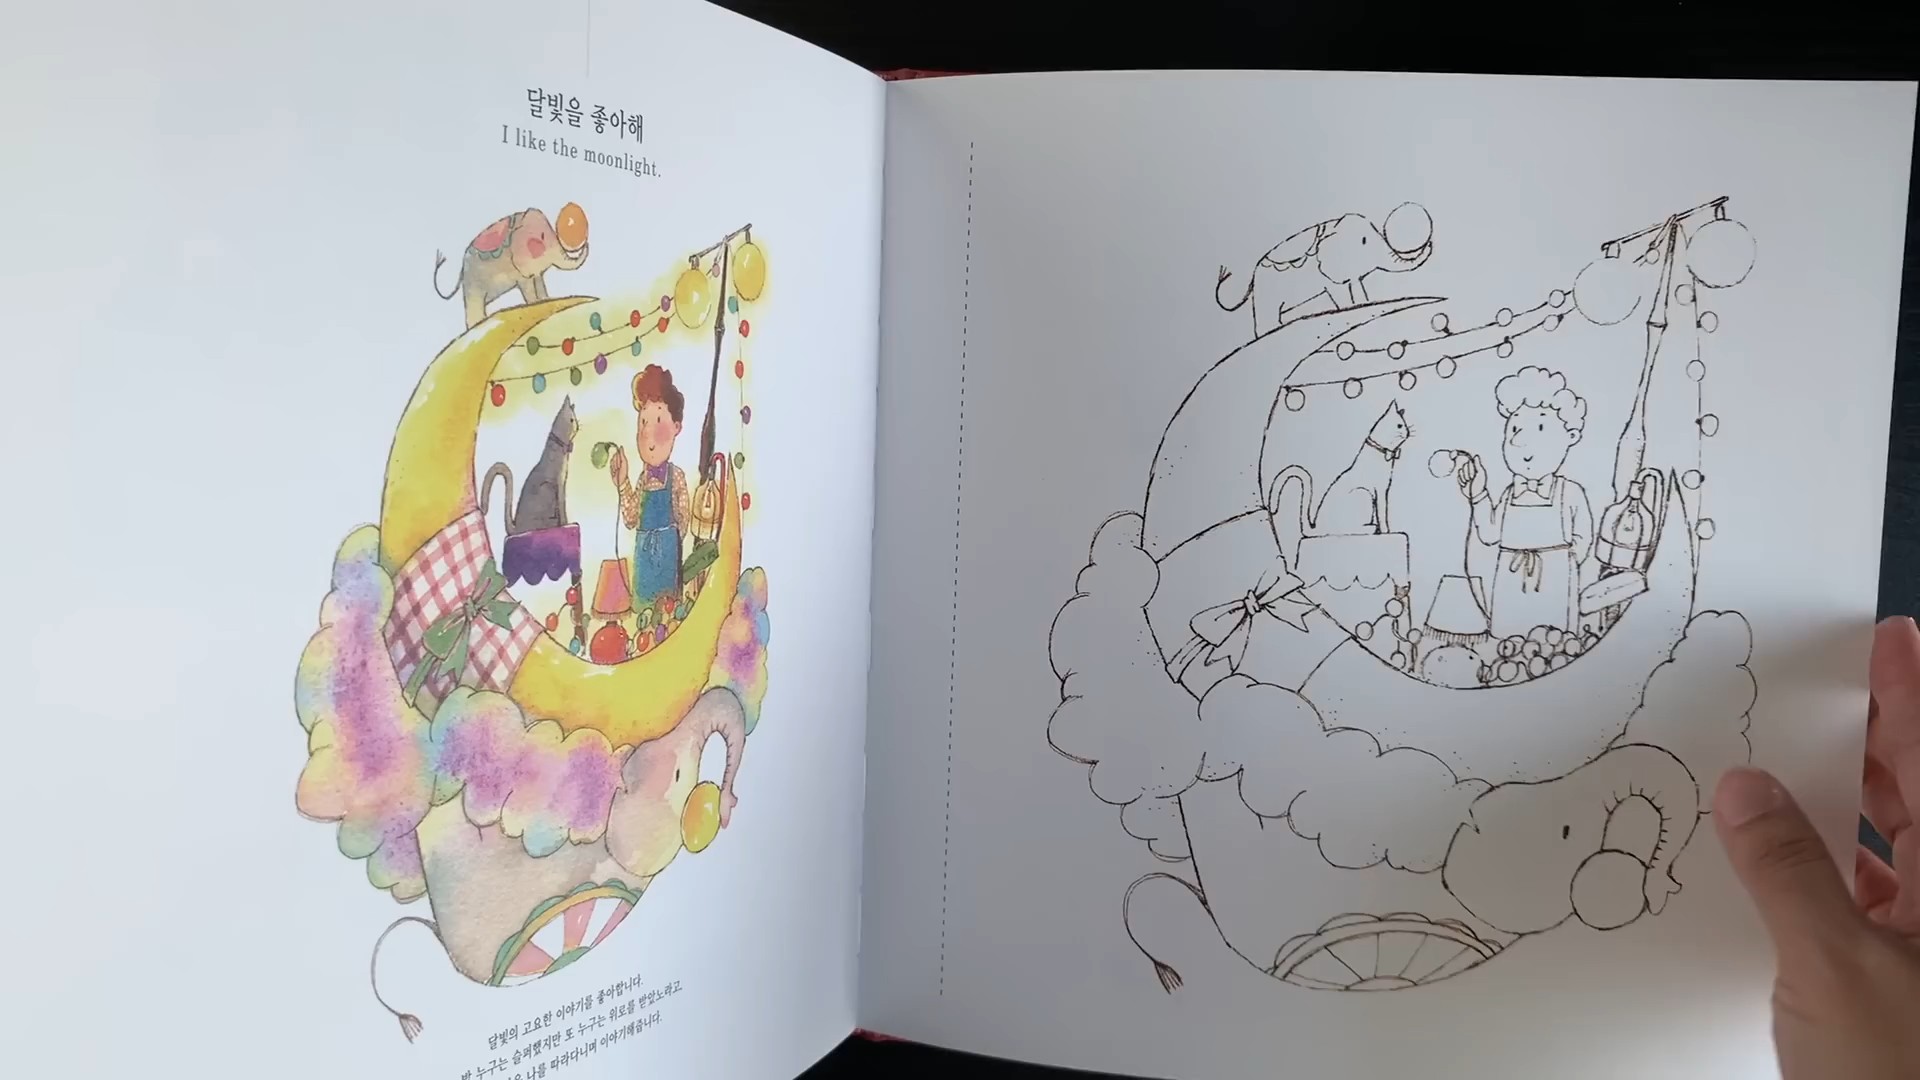 달빛을 좋아해
I like the moonlight.
달빛의 고요한 이야기를 좋아합니다.
누구는 슬퍼했지만 또 누구는 위로를 받았노라고
나를 따라다니며 이야기해줍니다.